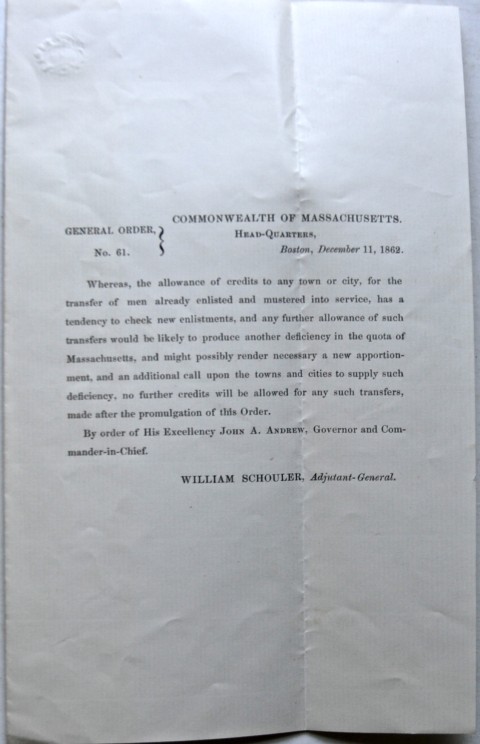 COMMONWEALTH OF MASSACHUSETTS.
GENERAL ORDER,
No. 61.
HEAD-QUARTERS,
Boston, December 11, 1862.
Whereas, the allowance of credits to any town or city, for the
transfer of men already enlisted and mustered into service, has a
tendency to check new enlistments, and any further allowance of such
transfers would be likely to produce another deficiency in the quota of
Massachusetts, and might possibly render necessary a new apportion-
ment, and an additional call upon the towns and cities to supply such
deficiency, no further credits will be allowed for any such transfers,
made after the promulgation of this Order.
By order of His Excellency JOHN A. ANDREW, Governor and Com-
mander-in-Chief.
WILLIAM SCHOULER, Adjutant-General.